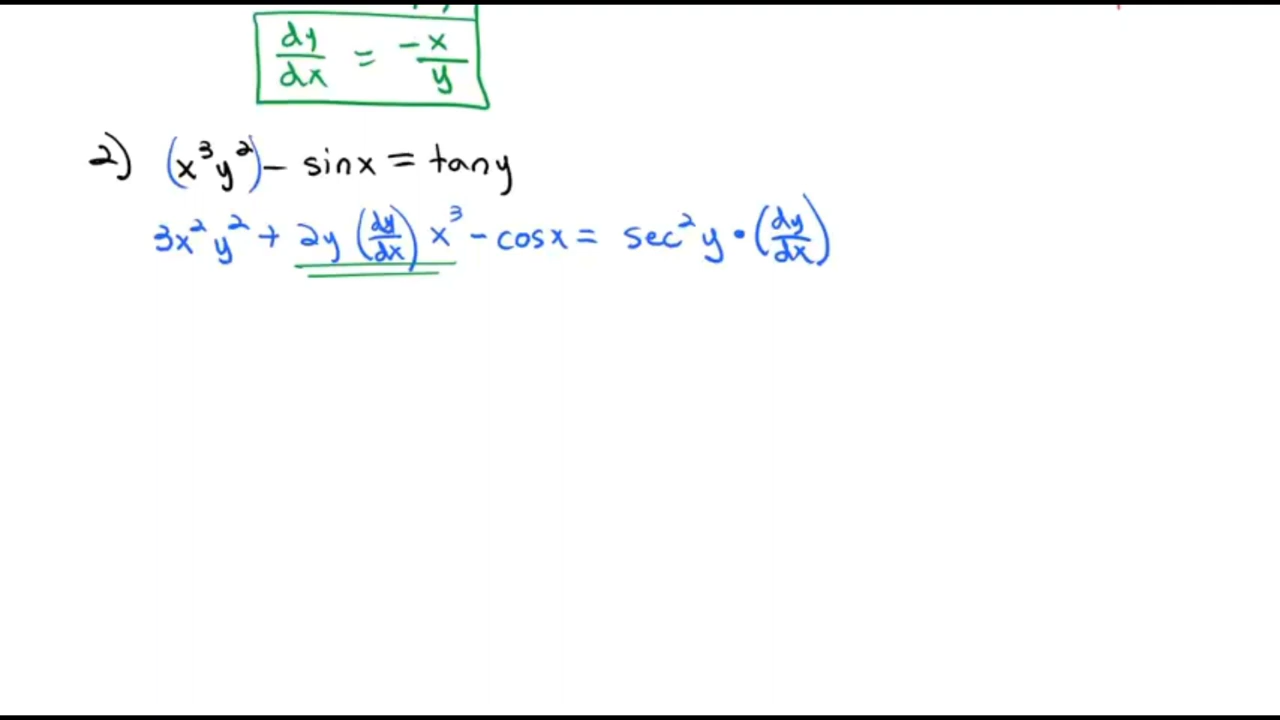 dy/dx = -x/y
2) (x³y²) - sinx = tany
3x²y² + 2y (dy/dx) x³ - cosx = sec²y • (dy/dx)